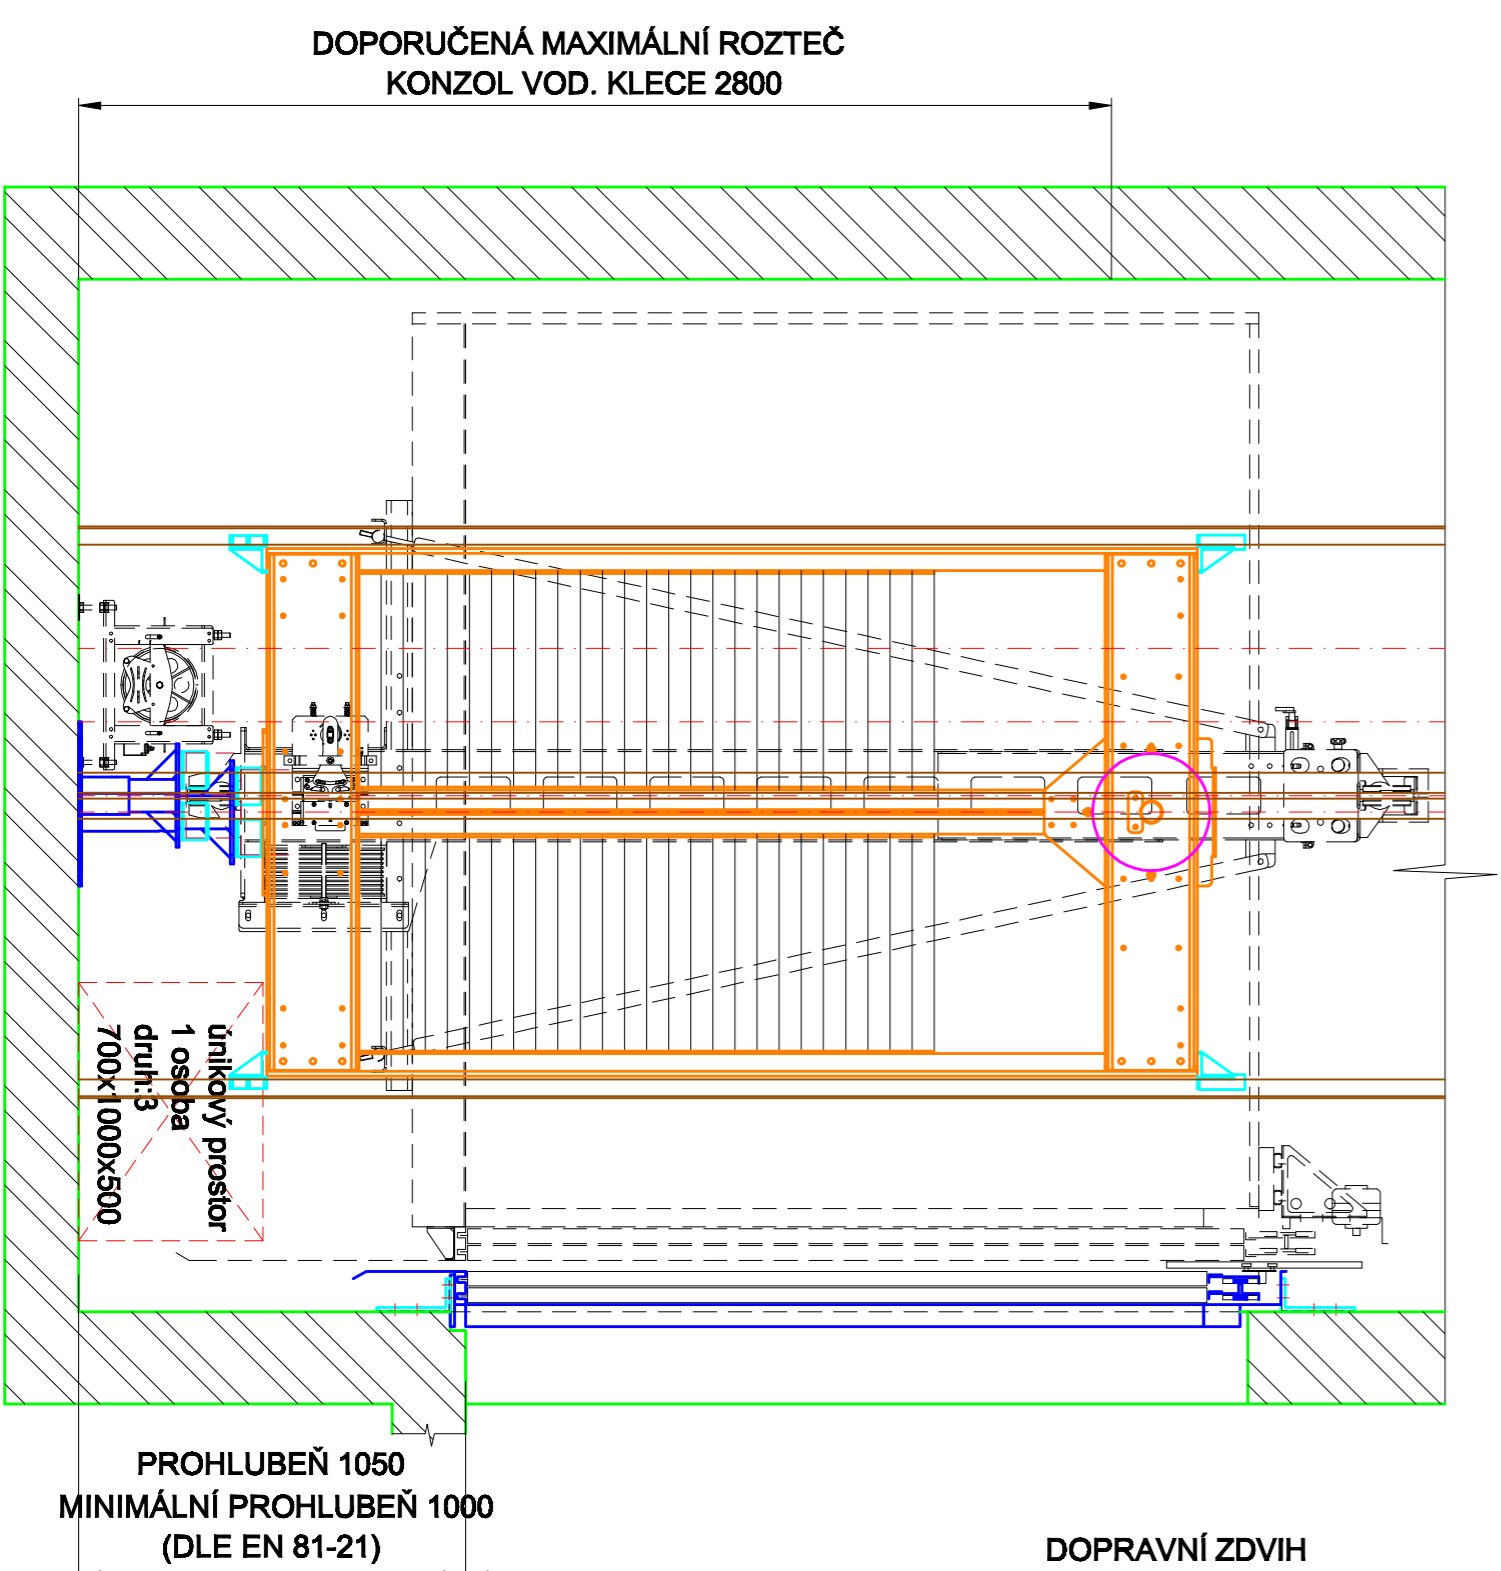 DOPORUČENÁ MAXIMÁLNÍ ROZTEČ
KONZOL VOD. KLECE 2800
únikový prostor
1 osoba
druh:3
700x1000x500
PROHLUBEŇ 1050
MINIMÁLNÍ PROHLUBEŇ 1000
(DLE EN 81-21)
DOPRAVNÍ ZDVIH